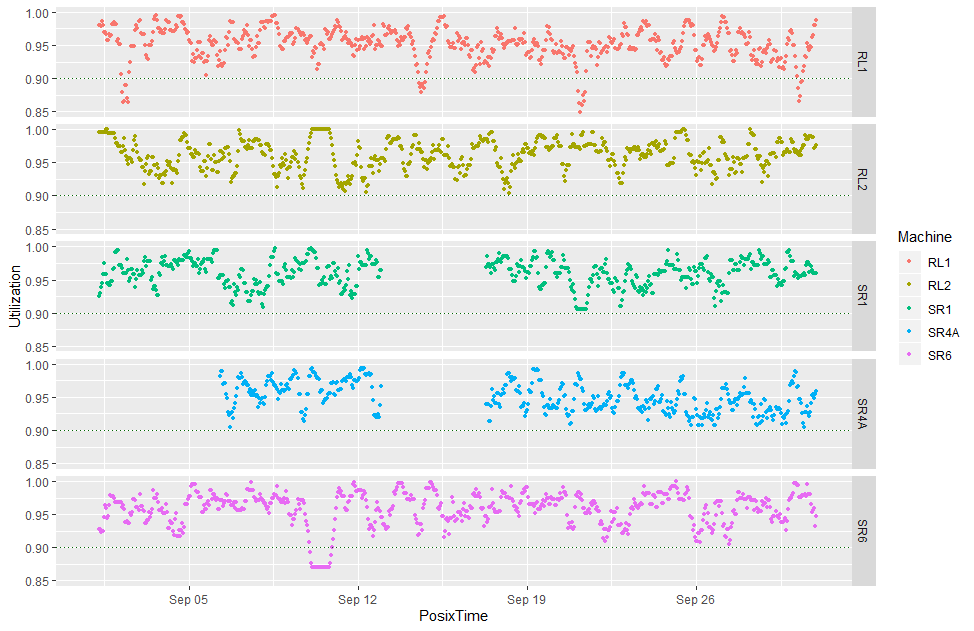 1.00
0.95
0.90
0.85
RL1
1.00
0.95
0.90
0.85
RL2
1.00
0.95
0.90
0.85
SR1
1.00
0.95
0.90
0.85
SR4A
1.00
0.95
0.90
0.85
SR6
Utilization
Sep 05
Sep 12
Sep 19
Sep 26
PosixTime
Machine
RL1
RL2
SR1
SR4A
SR6